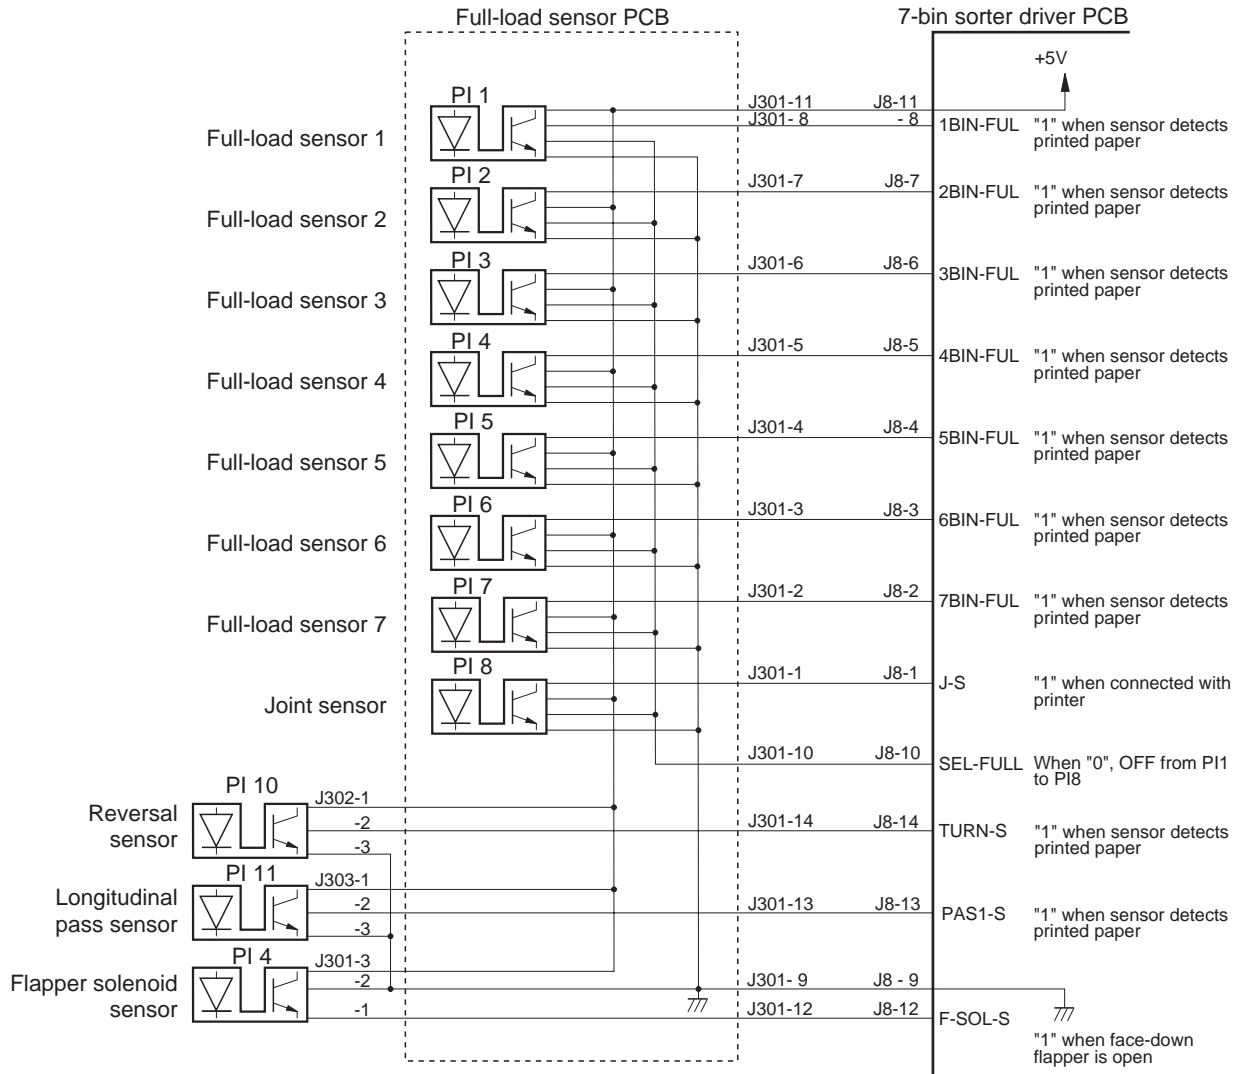 Full-load sensor PCB
7-bin sorter driver PCB
+5V
PI 1
J301-11
J8-11
Full-load sensor 1
J301- 8
- 8
1BIN-FUL
"1" when sensor detects
printed paper
PI 2
Full-load sensor 2
J301-7
J8-7
2BIN-FUL
"1" when sensor detects
printed paper
PI 3
Full-load sensor 3
J301-6
J8-6
3BIN-FUL
"1" when sensor detects
printed paper
PI 4
Full-load sensor 4
J301-5
J8-5
4BIN-FUL
"1" when sensor detects
printed paper
PI 5
Full-load sensor 5
J301-4
J8-4
5BIN-FUL
"1" when sensor detects
printed paper
PI 6
Full-load sensor 6
J301-3
J8-3
6BIN-FUL
"1" when sensor detects
printed paper
PI 7
Full-load sensor 7
J301-2
J8-2
7BIN-FUL
"1" when sensor detects
printed paper
PI 8
Joint sensor
J301-1
J8-1
J-S
"1" when connected with
printer
J301-10
J8-10
SEL-FULL
When "0", OFF from PI1
to PI8
PI 10
Reversal
sensor
J302-1
-2
-3
J301-14
J8-14
TURN-S
"1" when sensor detects
printed paper
PI 11
Longitudinal
pass sensor
J303-1
-2
-3
J301-13
J8-13
PAS1-S
"1" when sensor detects
printed paper
PI 4
Flapper solenoid
sensor
J301-3
-2
-1
J301- 9
J8 - 9
J301-12
J8-12
F-SOL-S
"1" when face-down
flapper is open